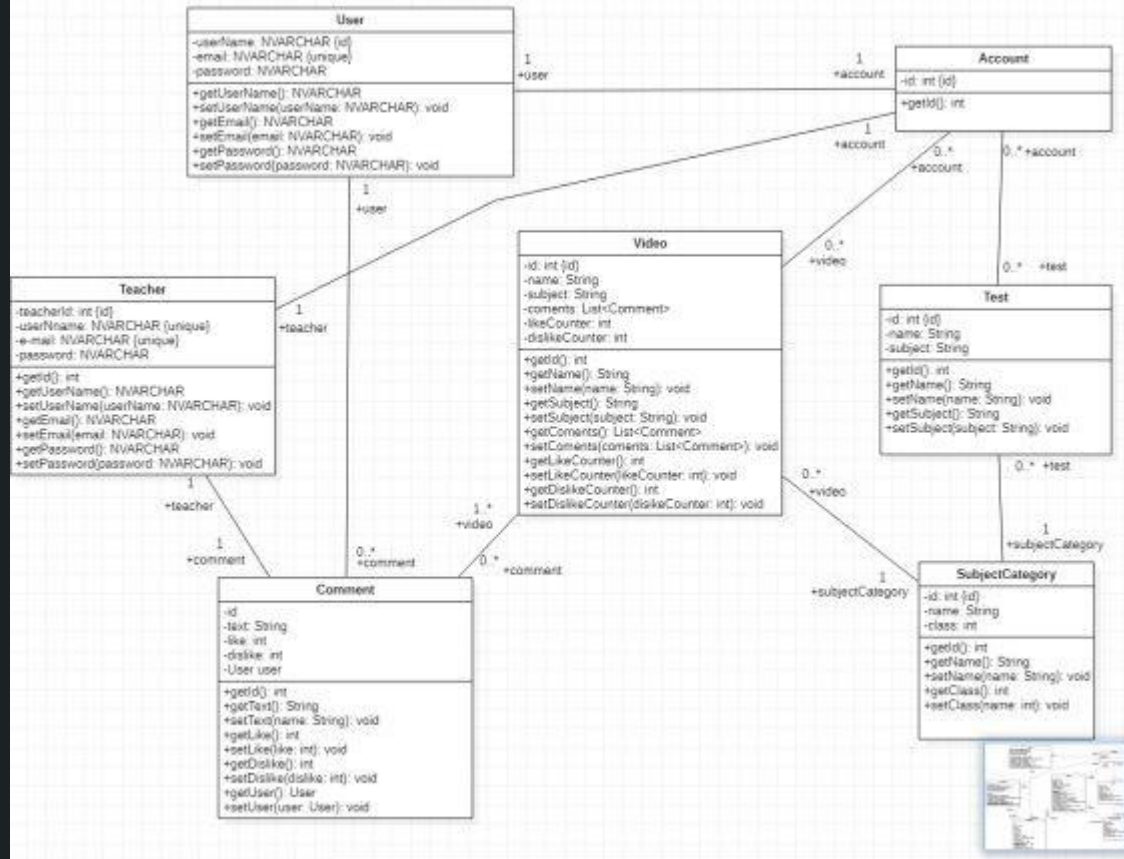 User
-userName: NVARCHAR {id}
-email: NVARCHAR {unique}
-password: NVARCHAR
+getUserName(): NVARCHAR
+setUserName(userName: NVARCHAR): void
+getEmail(): NVARCHAR
+setEmail(email: NVARCHAR): void
+getPassword(): NVARCHAR
+setPassword(password: NVARCHAR): void
1
+user
1
+account
Account
-id: int {id}
+getId(): int
1
+account
0..*
+account
0..* +account
1
+user
Video
-id: int {id}
-name: String
-subject: String
-coments: List<Comment>
-likeCounter: int
-dislikeCounter: int
+getId(): int
+getName(): String
+setName(name: String): void
+getSubject(): String
+setSubject(subject: String): void
+getComents(): List<Comment>
+setComents(coments: List<Comment>): void
+getLikeCounter(): int
+setLikeCounter(likeCounter: int): void
+getDislikeCounter(): int
+setDislikeCounter(disikeCounter: int): void
0..*
+video
0..* +test
Teacher
-teacherId: int {id}
-userNname: NVARCHAR {unique}
-e-mail: NVARCHAR {unique}
-password: NVARCHAR
+getId(): int
+getUserName(): NVARCHAR
+setUserName(userName: NVARCHAR): void
+getEmail(): NVARCHAR
+setEmail(email: NVARCHAR): void
+getPassword(): NVARCHAR
+setPassword(password: NVARCHAR): void
1
+teacher
Test
-id: int {id}
-name: String
-subject: String
+getId(): int
+getName(): String
+setName(name: String): void
+getSubject(): String
+setSubject(subject: String): void
0..* +test
0..*
+video
1
+teacher
1..*
+video
1
+comment
0..*
+comment
0..*
+comment
1
+subjectCategory
1
+subjectCategory
Comment
-id
-text: String
-like: int
-dislike: int
-User user
+getId(): int
+getText(): String
+setText(name: String): void
+getLike(): int
+setLike(like: int): void
+getDislike(): int
+setDislike(dislike: int): void
+getUser(): User
+setUser(user: User): void
SubjectCategory
-id: int {id}
-name: String
-class: int
+getId(): int
+getName(): String
+setName(name: String): void
+getClass(): int
+setClass(name: int): void